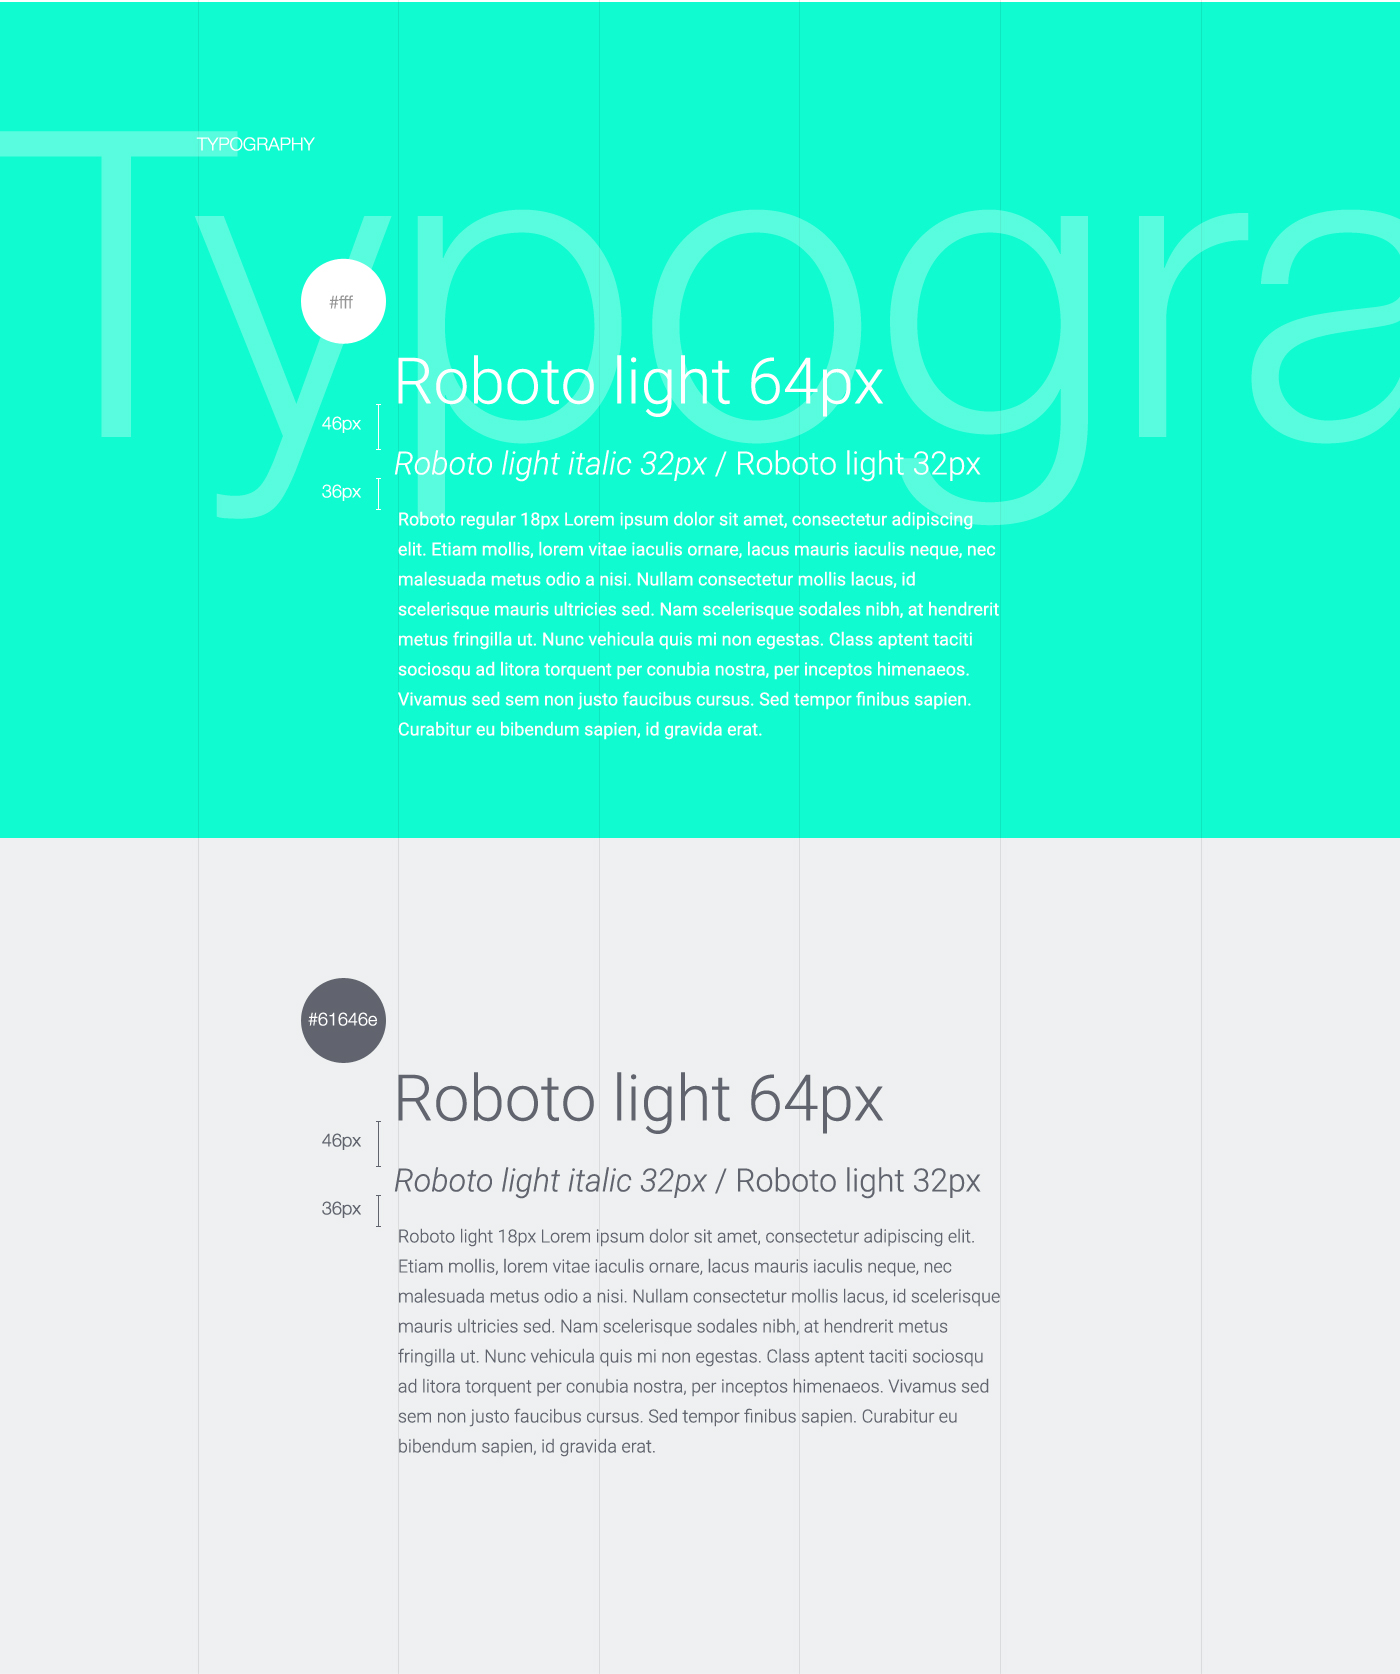 Typogra
TYPOGRAPHY
#fff
Roboto light 64px
46px
Roboto light italic 32px / Roboto light 32px
36px
Roboto regular 18px Lorem ipsum dolor sit amet, consectetur adipiscing
elit. Etiam mollis, lorem vitae iaculis ornare, lacus mauris iaculis neque, nec
malesuada metus odio a nisi. Nullam consectetur mollis lacus, id
scelerisque mauris ultricies sed. Nam scelerisque sodales nibh, at hendrerit
metus fringilla ut. Nunc vehicula quis mi non egestas. Class aptent taciti
sociosqu ad litora torquent per conubia nostra, per inceptos himenaeos.
Vivamus sed sem non justo faucibus cursus. Sed tempor finibus sapien.
Curabitur eu bibendum sapien, id gravida erat.
#61646e
Roboto light 64px
46px
Roboto light italic 32px / Roboto light 32px
36px
Roboto light 18px Lorem ipsum dolor sit amet, consectetur adipiscing elit.
Etiam mollis, lorem vitae iaculis ornare, lacus mauris iaculis neque, nec
malesuada metus odio a nisi. Nullam consectetur mollis lacus, id scelerisque
mauris ultricies sed. Nam scelerisque sodales nibh, at hendrerit metus
fringilla ut. Nunc vehicula quis mi non egestas. Class aptent taciti sociosqu
ad litora torquent per conubia nostra, per inceptos himenaeos. Vivamus sed
sem non justo faucibus cursus. Sed tempor finibus sapien. Curabitur eu
bibendum sapien, id gravida erat.